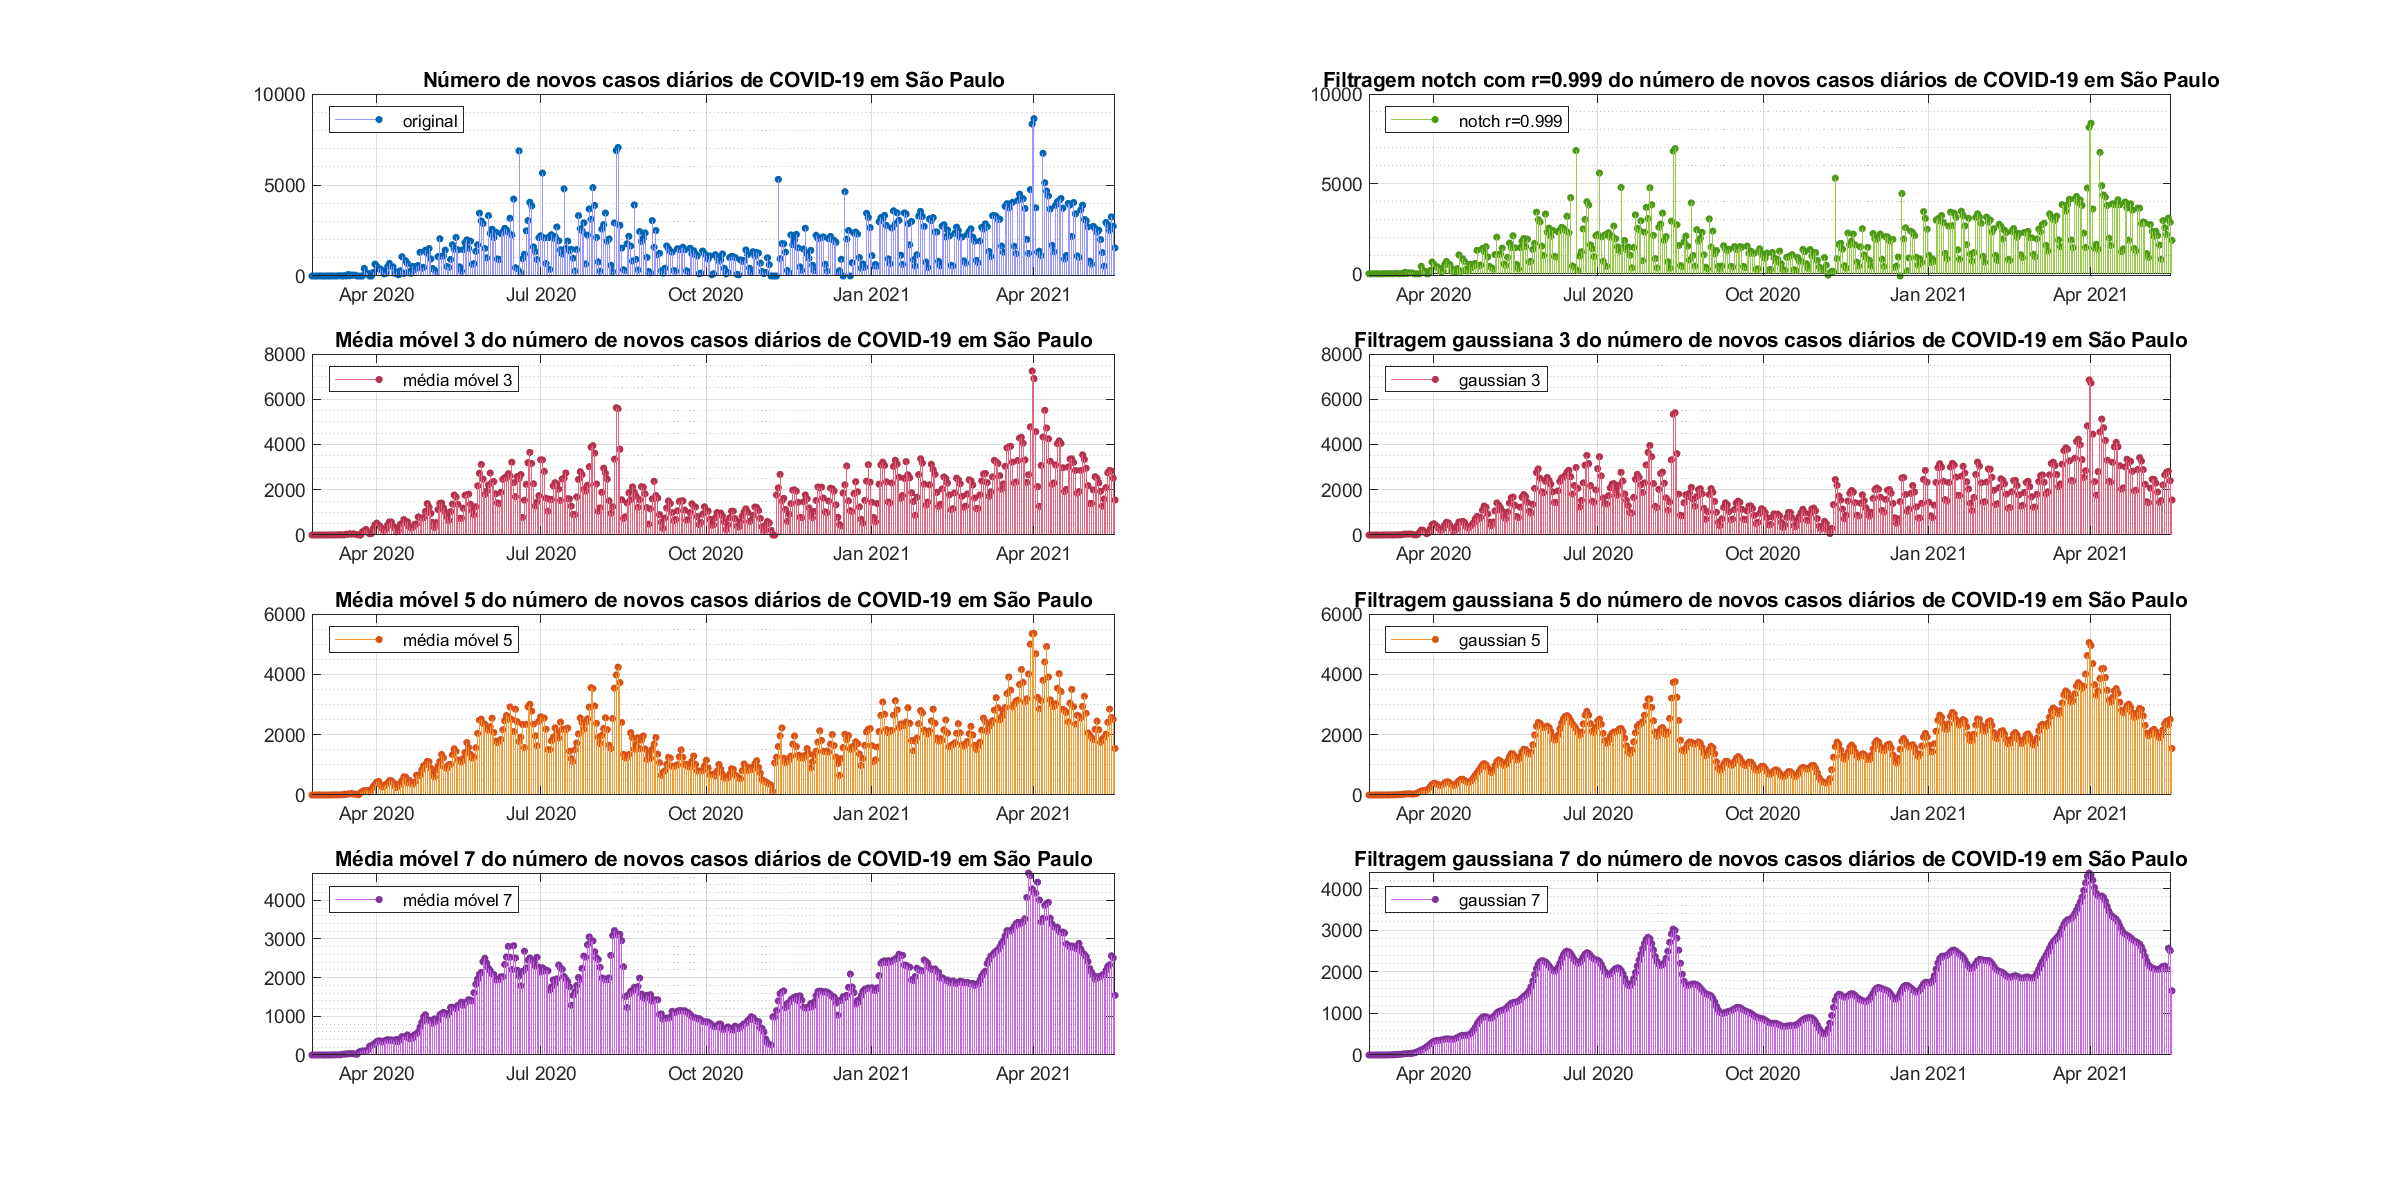 Número de novos casos diários de COVID-19 em São Paulo
10000
5000
0
original
Apr 2020 Jul 2020 Oct 2020 Jan 2021 Apr 2021
Filtragem notch com r=0.999 do número de novos casos diários de COVID-19 em São Paulo
10000
5000
0
notch r=0.999
Apr 2020 Jul 2020 Oct 2020 Jan 2021 Apr 2021
Média móvel 3 do número de novos casos diários de COVID-19 em São Paulo
8000
6000
4000
2000
0
média móvel 3
Apr 2020 Jul 2020 Oct 2020 Jan 2021 Apr 2021
Filtragem gaussiana 3 do número de novos casos diários de COVID-19 em São Paulo
8000
6000
4000
2000
0
gaussian 3
Apr 2020 Jul 2020 Oct 2020 Jan 2021 Apr 2021
Média móvel 5 do número de novos casos diários de COVID-19 em São Paulo
6000
4000
2000
0
média móvel 5
Apr 2020 Jul 2020 Oct 2020 Jan 2021 Apr 2021
Filtragem gaussiana 5 do número de novos casos diários de COVID-19 em São Paulo
6000
4000
2000
0
gaussian 5
Apr 2020 Jul 2020 Oct 2020 Jan 2021 Apr 2021
Média móvel 7 do número de novos casos diários de COVID-19 em São Paulo
4000
3000
2000
1000
0
média móvel 7
Apr 2020 Jul 2020 Oct 2020 Jan 2021 Apr 2021
Filtragem gaussiana 7 do número de novos casos diários de COVID-19 em São Paulo
4000
3000
2000
1000
0
gaussian 7
Apr 2020 Jul 2020 Oct 2020 Jan 2021 Apr 2021